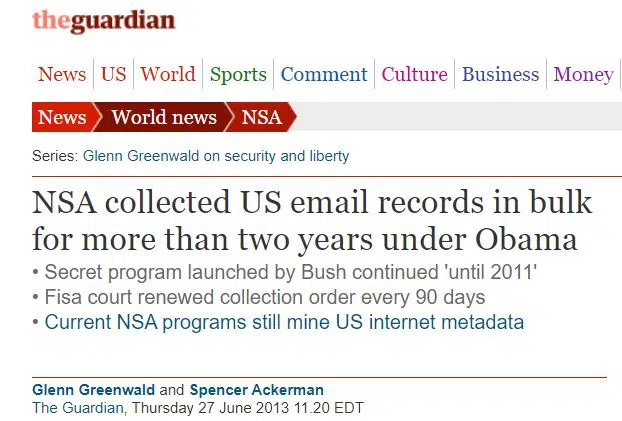 theguardian
News US World Sports Comment Culture Business Money
News World news NSA
Series: Glenn Greenwald on security and liberty
NSA collected US email records in bulk
for more than two years under Obama
• Secret program launched by Bush continued 'until 2011'
• Fisa court renewed collection order every 90 days
• Current NSA programs still mine US internet metadata
Glenn Greenwald and Spencer Ackerman
The Guardian, Thursday 27 June 2013 11.20 EDT